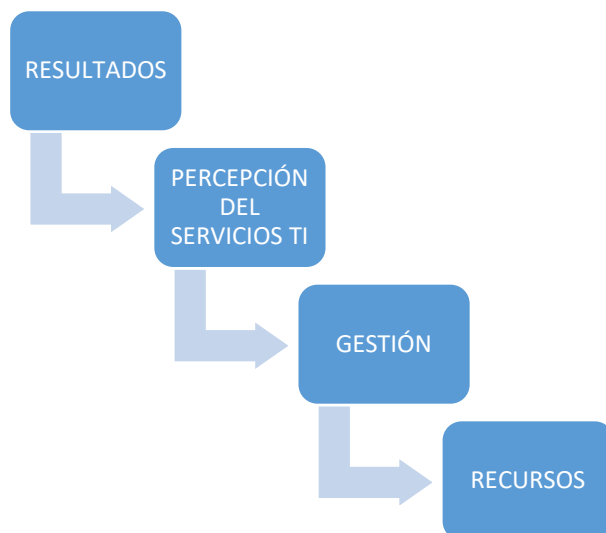 RESULTADOS
PERCEPCIÓN
DEL
SERVICIOS TI
GESTIÓN
RECURSOS